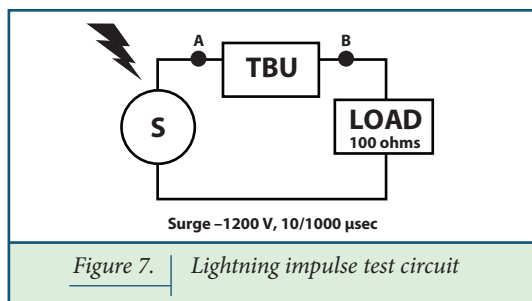 A
B
TBU
S
LOAD
100 ohms
Surge –1200 V, 10/1000 µsec
Figure 7. Lightning impulse test circuit